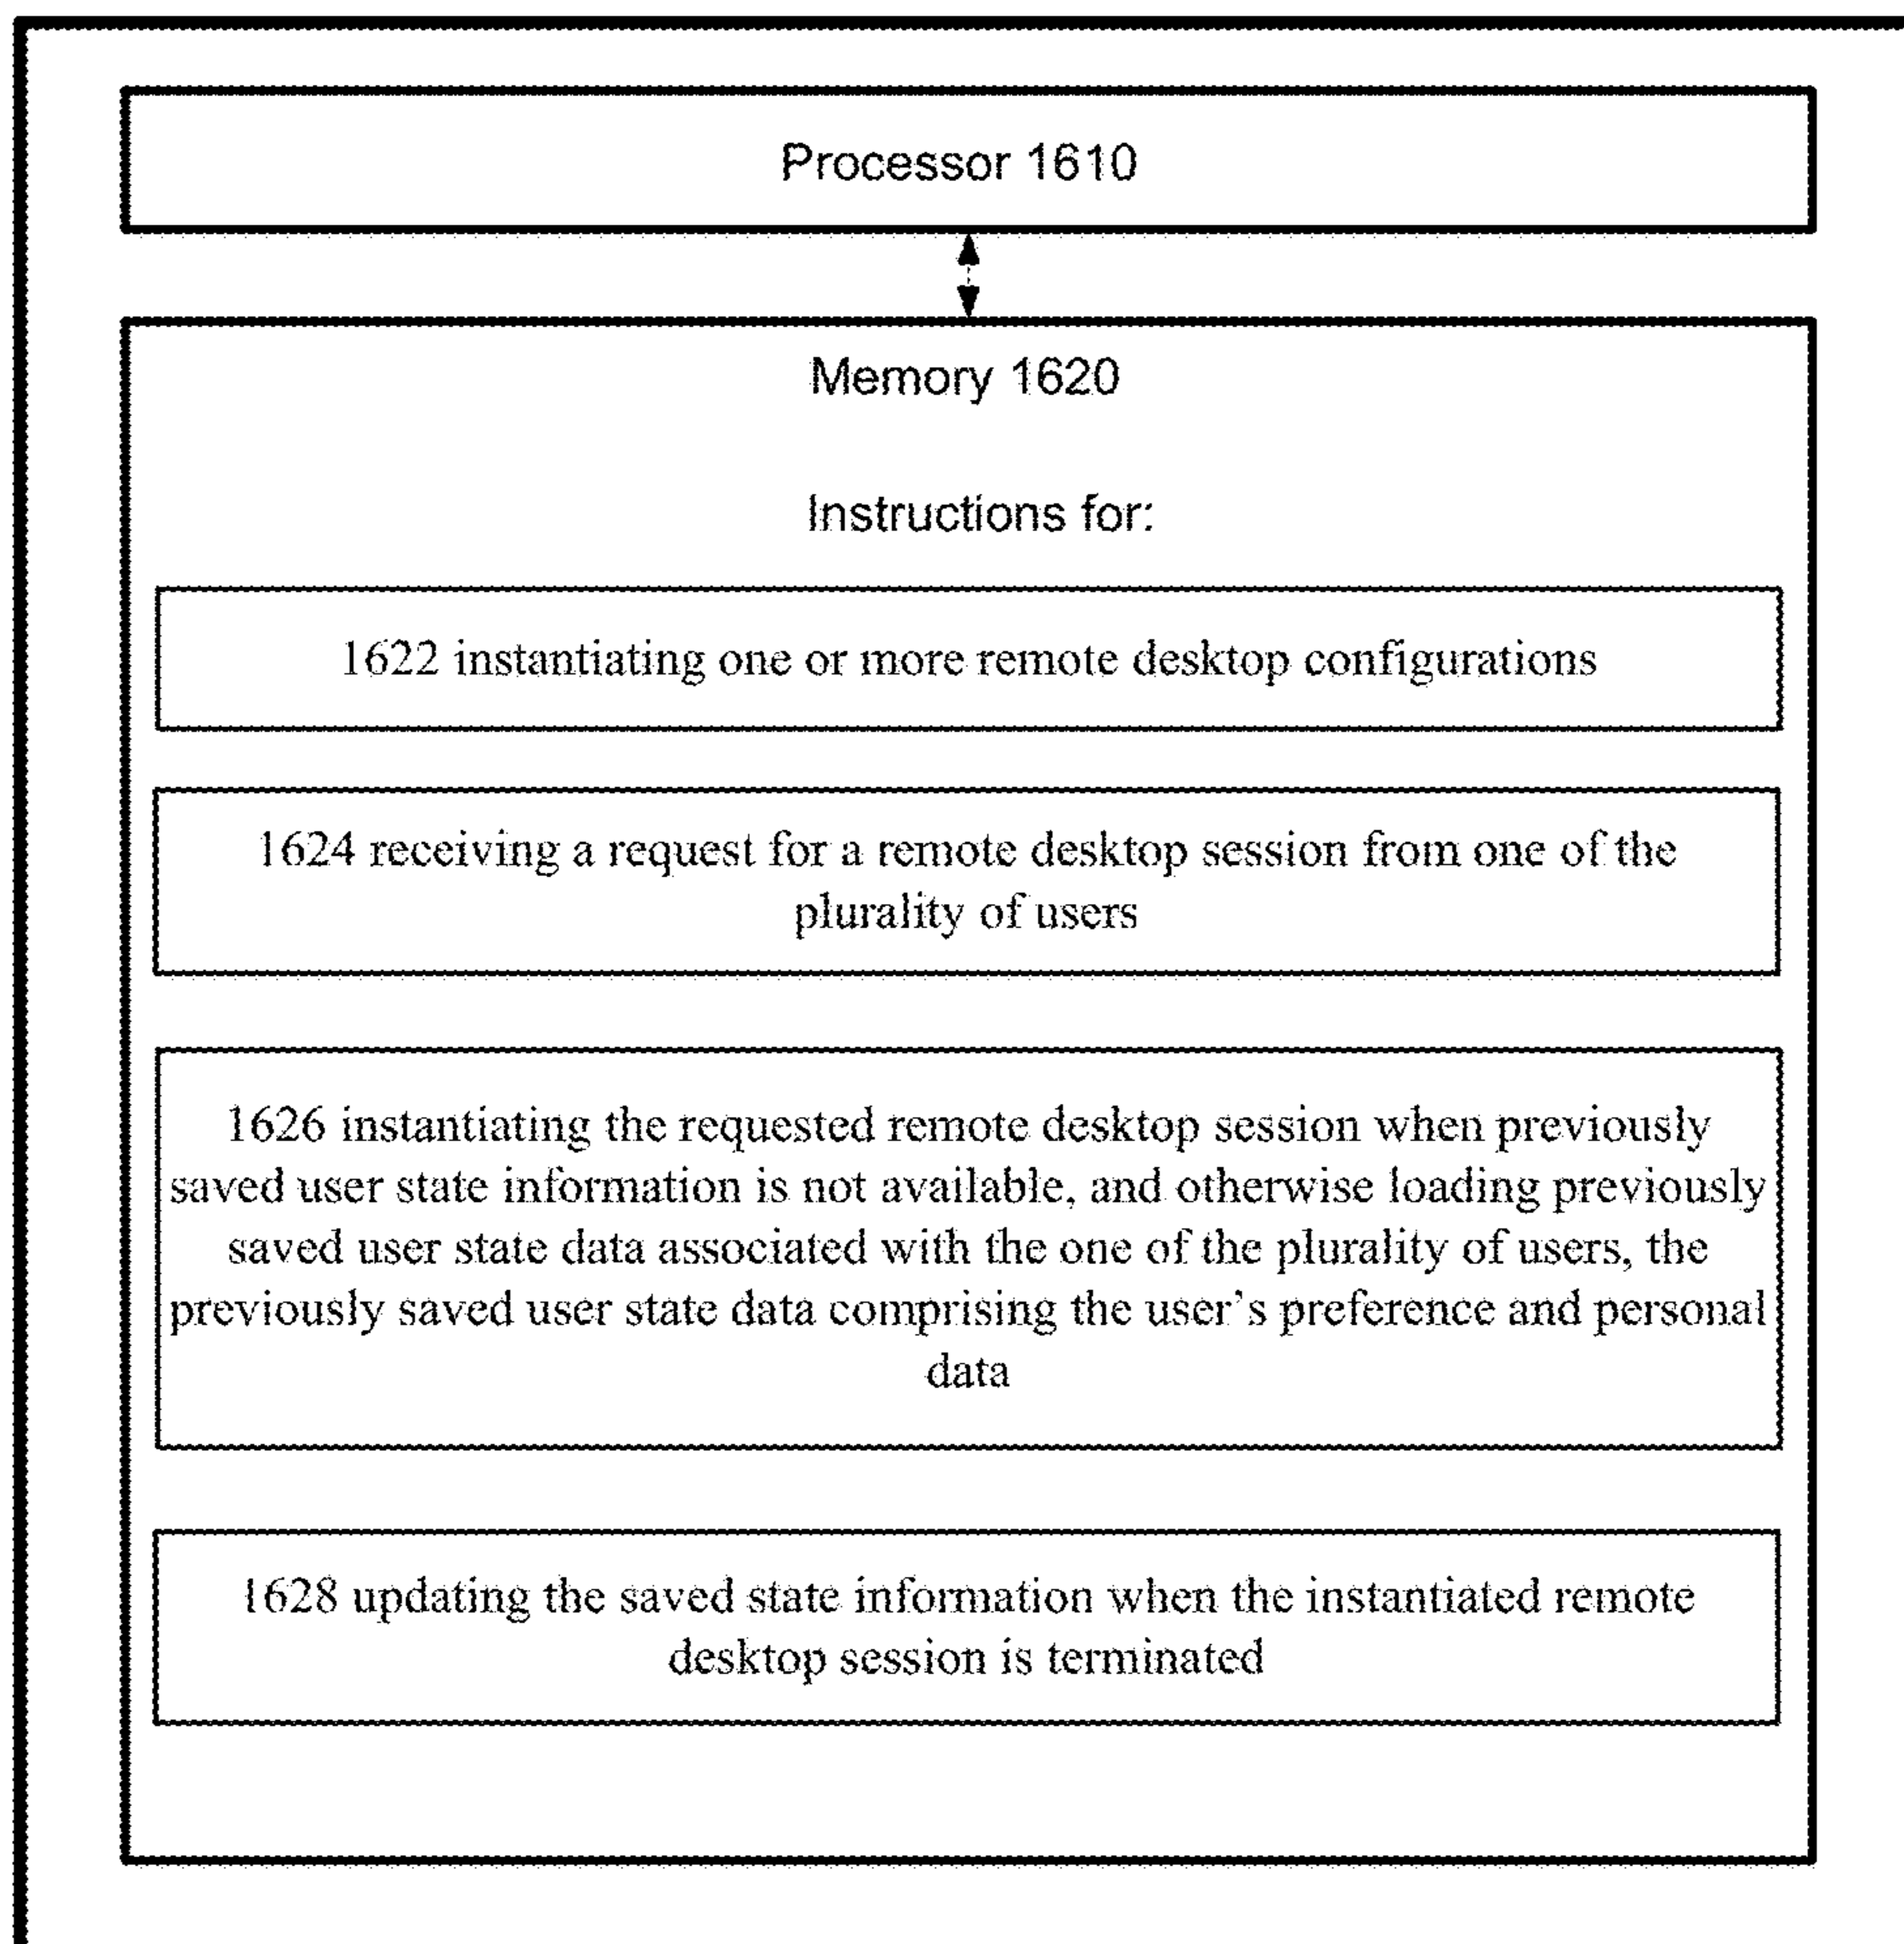 Processor 1610
Memory 1620
Instructions for:
1622 instantiating one or more remote desktop configurations
1624 receiving a request for a remote desktop session from one of the
plurality of users
1626 instantiating the requested remote desktop session when previously
saved user state information is not available, and otherwise loading previously
saved user state data associated with the one of the plurality of users, the
previously saved user state data comprising the user's preference and personal
data
1628 updating the saved state information when the instantiated remote
desktop session is terminated